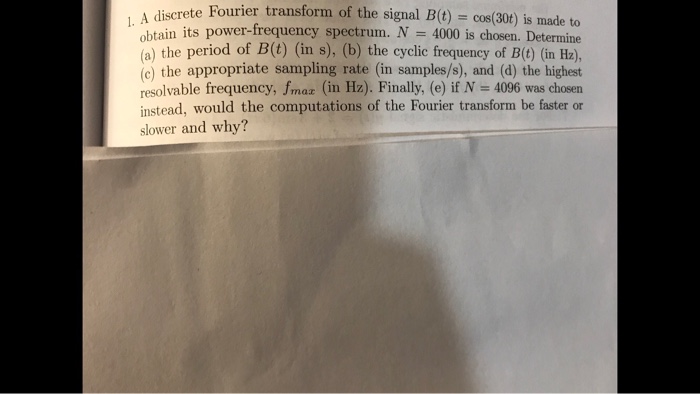 1. A discrete Fourier transform of the signal B(t) = cos(30t) is made to
obtain its power-frequency spectrum. N = 4000 is chosen. Determine
(a) the period of B(t) (in s), (b) the cyclic frequency of B(t) (in Hz),
(c) the appropriate sampling rate (in samples/s), and (d) the highest
resolvable frequency, fmax (in Hz). Finally, (e) if N = 4096 was chosen
instead, would the computations of the Fourier transform be faster or
slower and why?